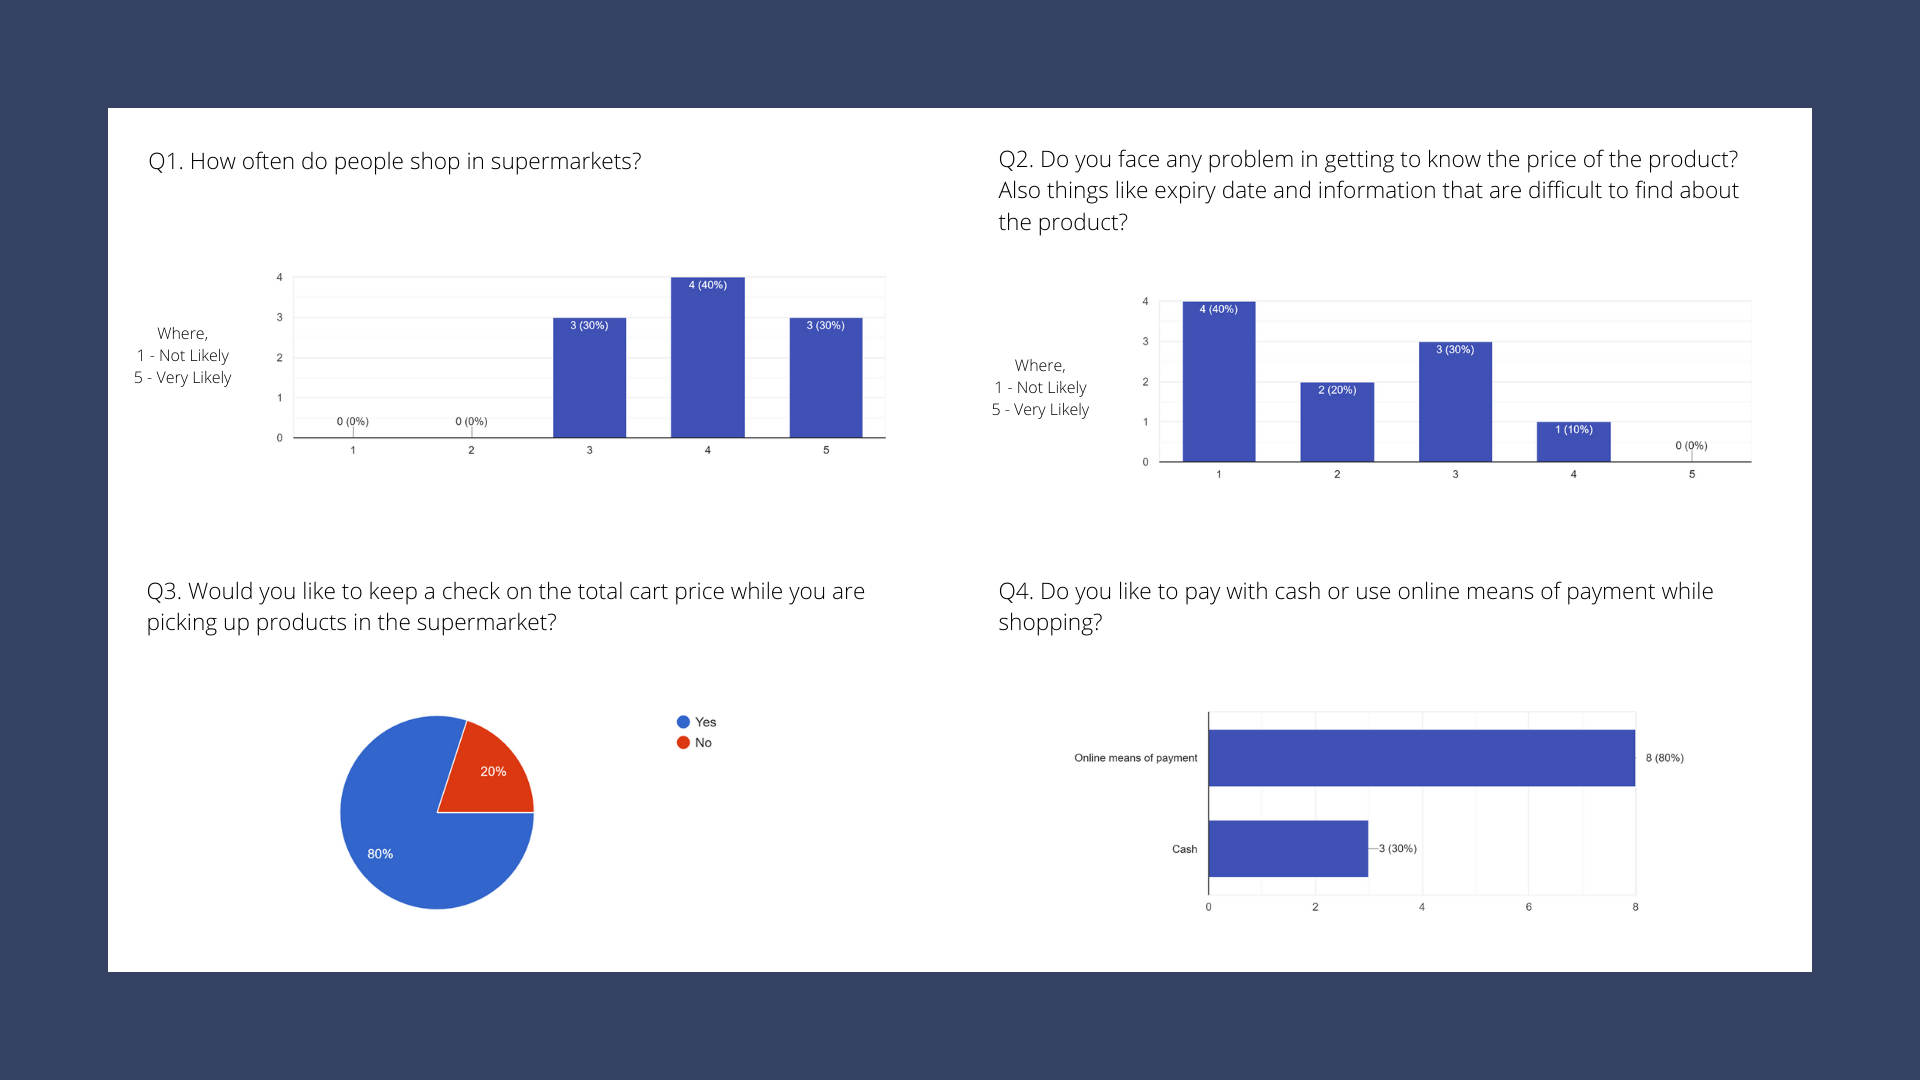 Q1. How often do people shop in supermarkets?
Where,
1 - Not Likely
5 - Very Likely
4
3
2
1
0
0 (0%)
0 (0%)
3 (30%)
4 (40%)
3 (30%)
1
2
3
4
5
Q2. Do you face any problem in getting to know the price of the product?
Also things like expiry date and information that are difficult to find about
the product?
Where,
1 - Not Likely
5 - Very Likely
4
3
2
1
0
4 (40%)
2 (20%)
3 (30%)
1 (10%)
0 (0%)
1
2
3
4
5
Q3. Would you like to keep a check on the total cart price while you are
picking up products in the supermarket?
Yes
No
20%
80%
Q4. Do you like to pay with cash or use online means of payment while
shopping?
Online means of payment
8 (80%)
Cash
3 (30%)
0
2
4
6
8